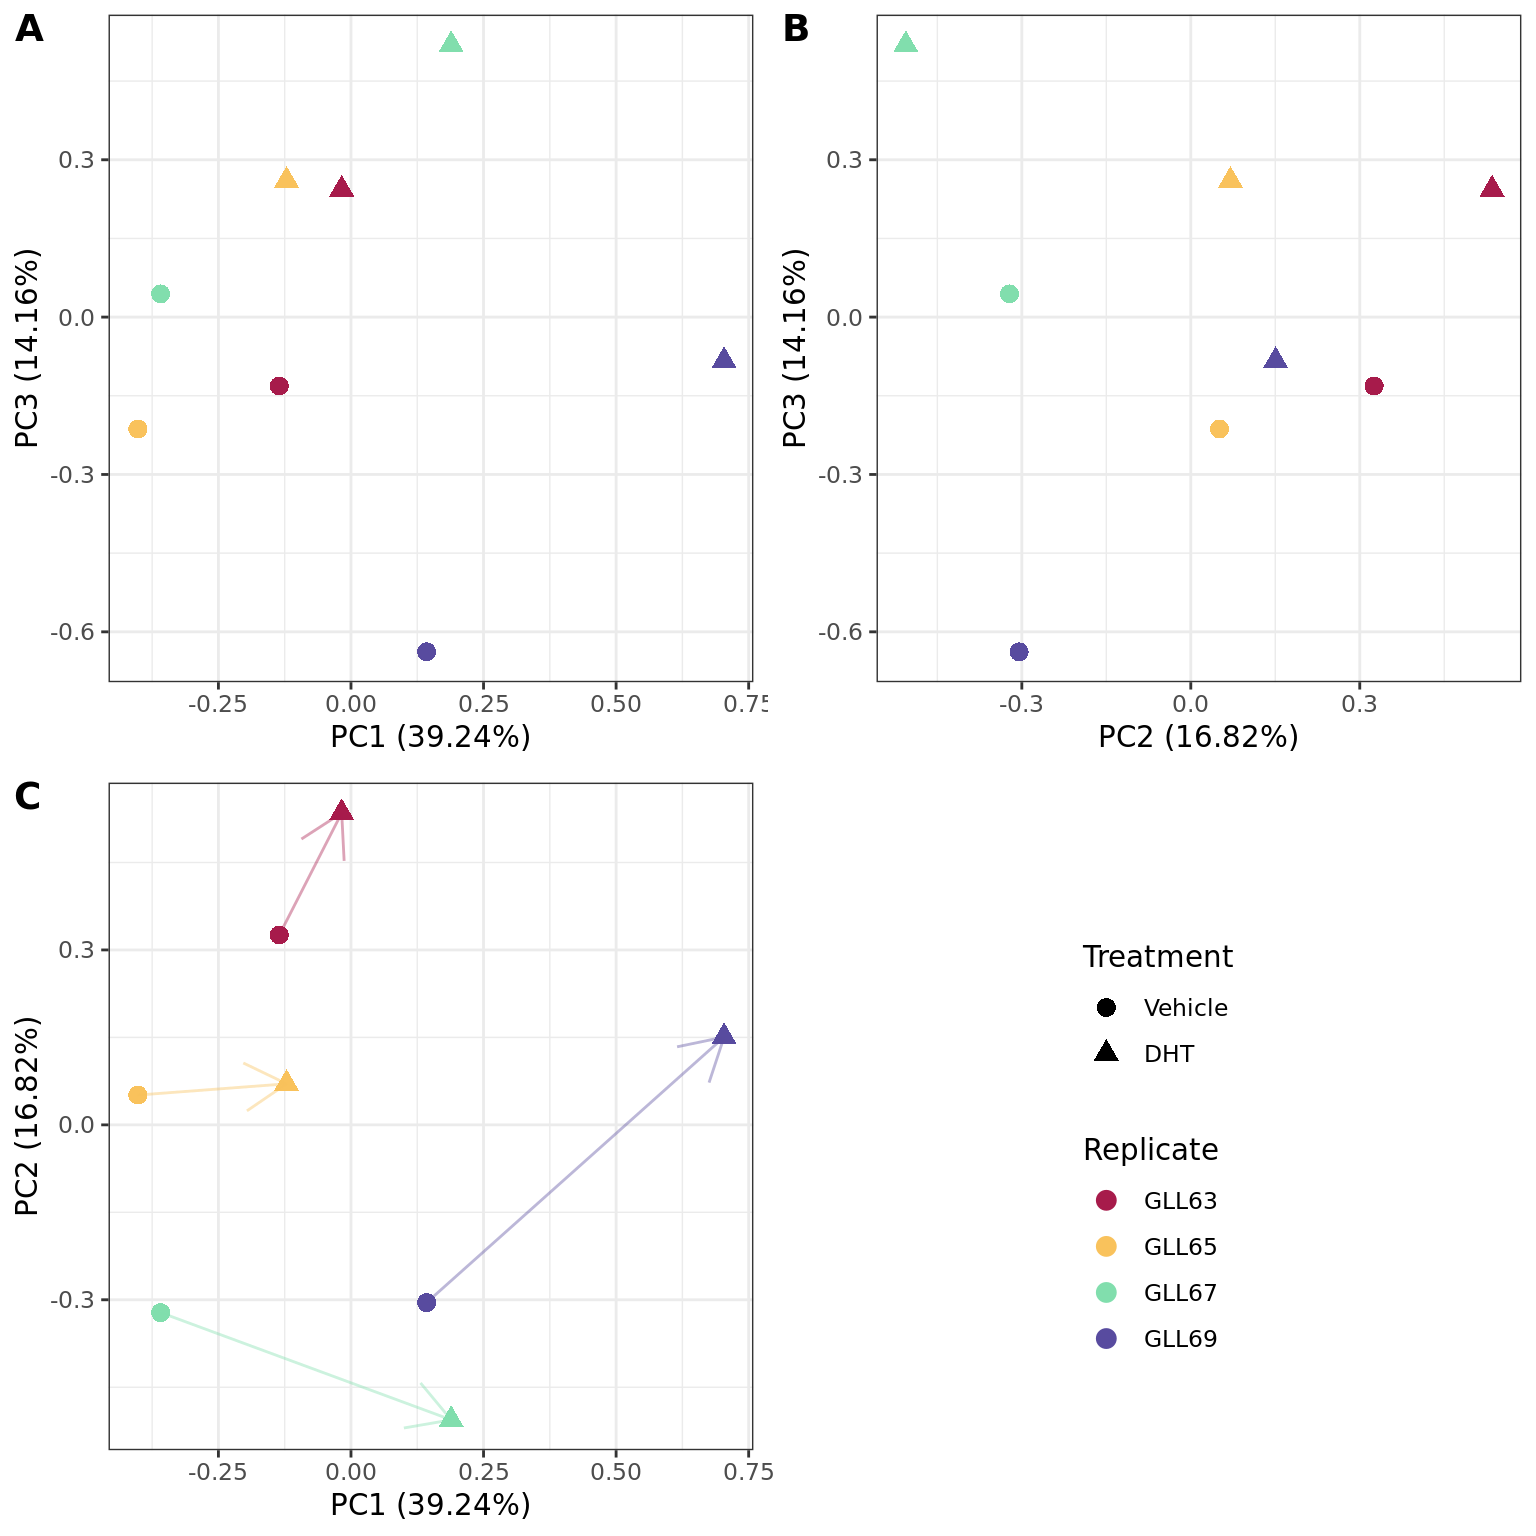 A
PC3 (14.16%)
0.3
0.0
-0.3
-0.6
-0.25 0.00 0.25 0.50 0.75
PC1 (39.24%)
B
PC3 (14.16%)
0.3
0.0
-0.3
-0.6
-0.3 0.0 0.3
PC2 (16.82%)
C
PC2 (16.82%)
0.3
0.0
-0.3
-0.25 0.00 0.25 0.50 0.75
PC1 (39.24%)
Treatment
Vehicle
DHT
Replicate
GLL63
GLL65
GLL67
GLL69